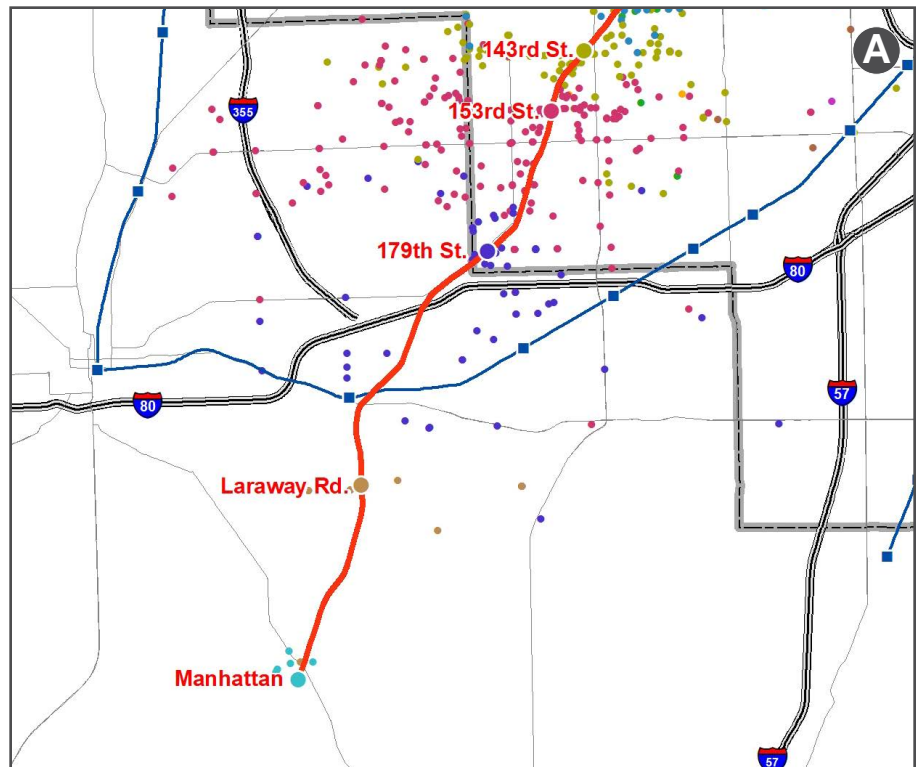 A
143rd St.
355
153rd St.
179th St.
80
57
80
Laraway Rd.
Manhattan
57